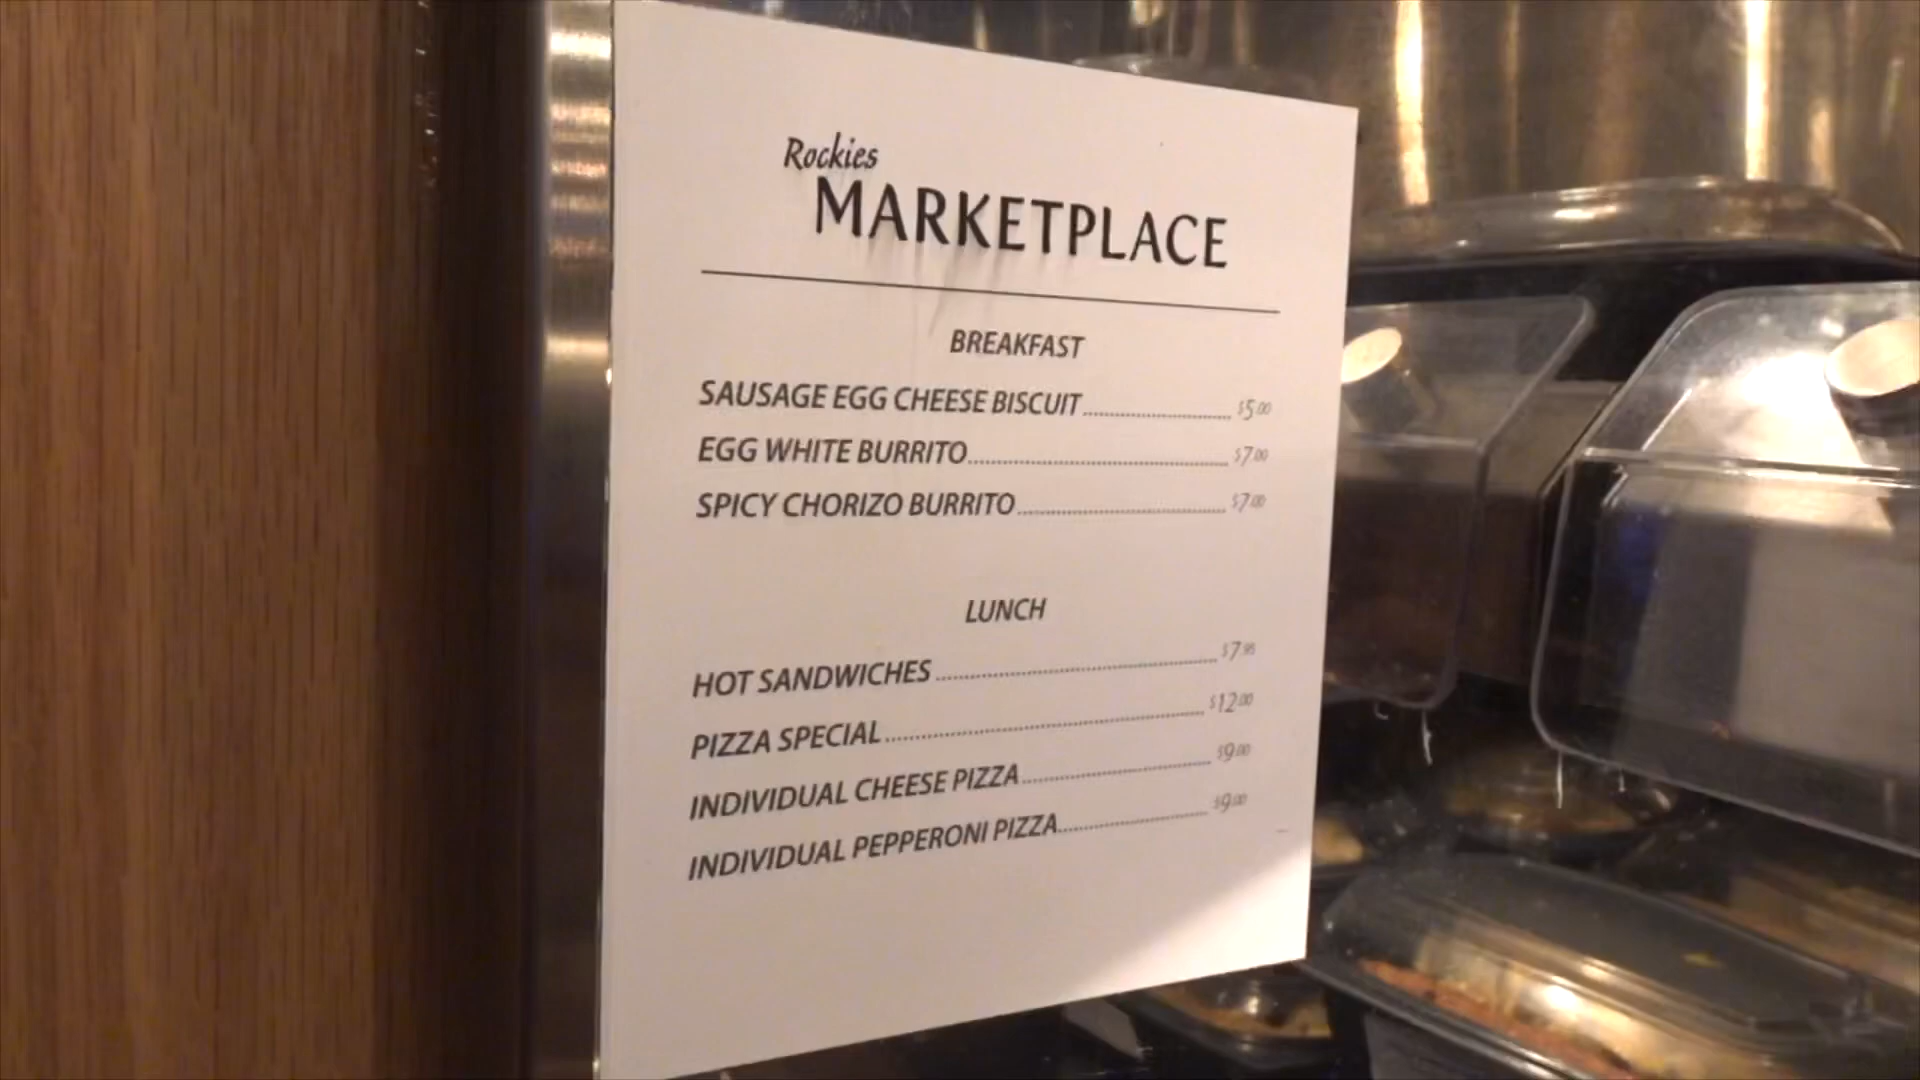 Rockies
MARKETPLACE
BREAKFAST
SAUSAGE EGG CHEESE BISCUIT........................$5.00
EGG WHITE BURRITO........................$7.00
SPICY CHORIZO BURRITO........................$7.00
LUNCH
HOT SANDWICHES........................$7.95
PIZZA SPECIAL........................$12.00
INDIVIDUAL CHEESE PIZZA........................$9.00
INDIVIDUAL PEPPERONI PIZZA........................$9.00